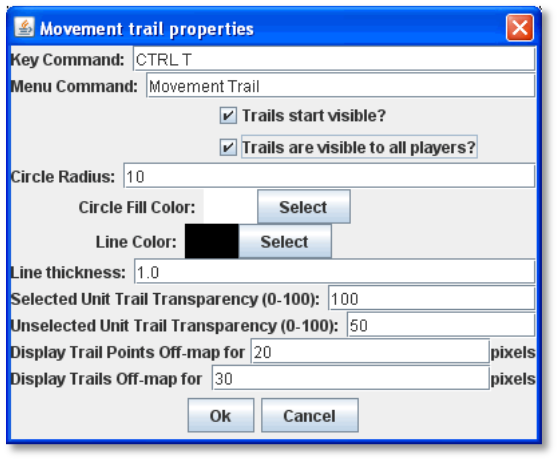 Movement trail properties
Key Command: CTRL T
Menu Command: Movement Trail
Trails start visible?
Trails are visible to all players?
Circle Radius: 10
Circle Fill Color: Select
Line Color: Select
Line thickness: 1.0
Selected Unit Trail Transparency (0-100): 100
Unselected Unit Trail Transparency (0-100): 50
Display Trail Points Off-map for 20 pixels
Display Trails Off-map for 30 pixels
Ok Cancel